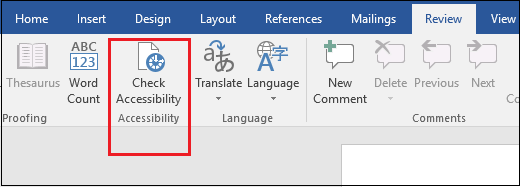 Home Insert Design Layout References Mailings Review View
ABC
123
Thesaurus Word Count Check Accessibility Translate Language New Comment Delete Previous Next
Proofing Accessibility Language Comments